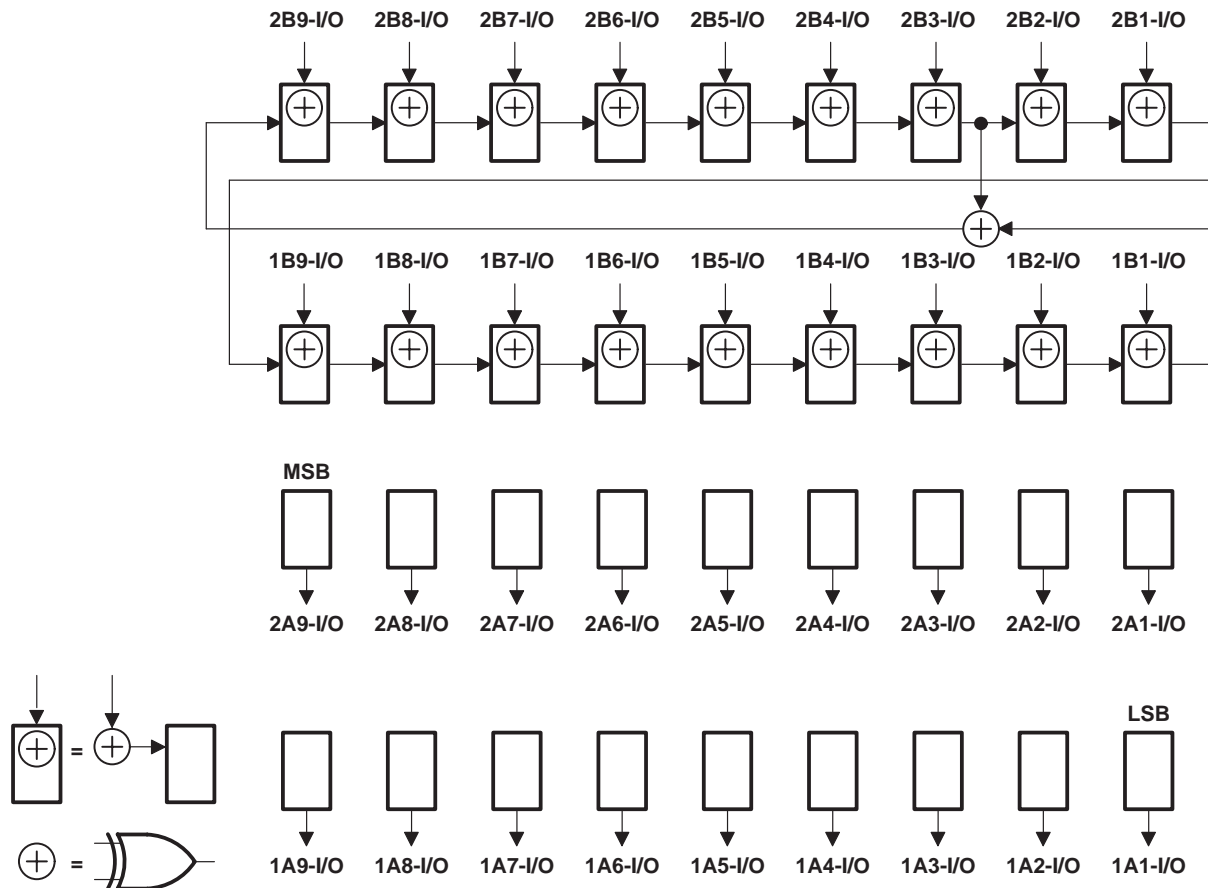 2B9-I/O 2B8-I/O 2B7-I/O 2B6-I/O 2B5-I/O 2B4-I/O 2B3-I/O 2B2-I/O 2B1-I/O
1B9-I/O 1B8-I/O 1B7-I/O 1B6-I/O 1B5-I/O 1B4-I/O 1B3-I/O 1B2-I/O 1B1-I/O
MSB
2A9-I/O 2A8-I/O 2A7-I/O 2A6-I/O 2A5-I/O 2A4-I/O 2A3-I/O 2A2-I/O 2A1-I/O
LSB
=
=
1A9-I/O 1A8-I/O 1A7-I/O 1A6-I/O 1A5-I/O 1A4-I/O 1A3-I/O 1A2-I/O 1A1-I/O